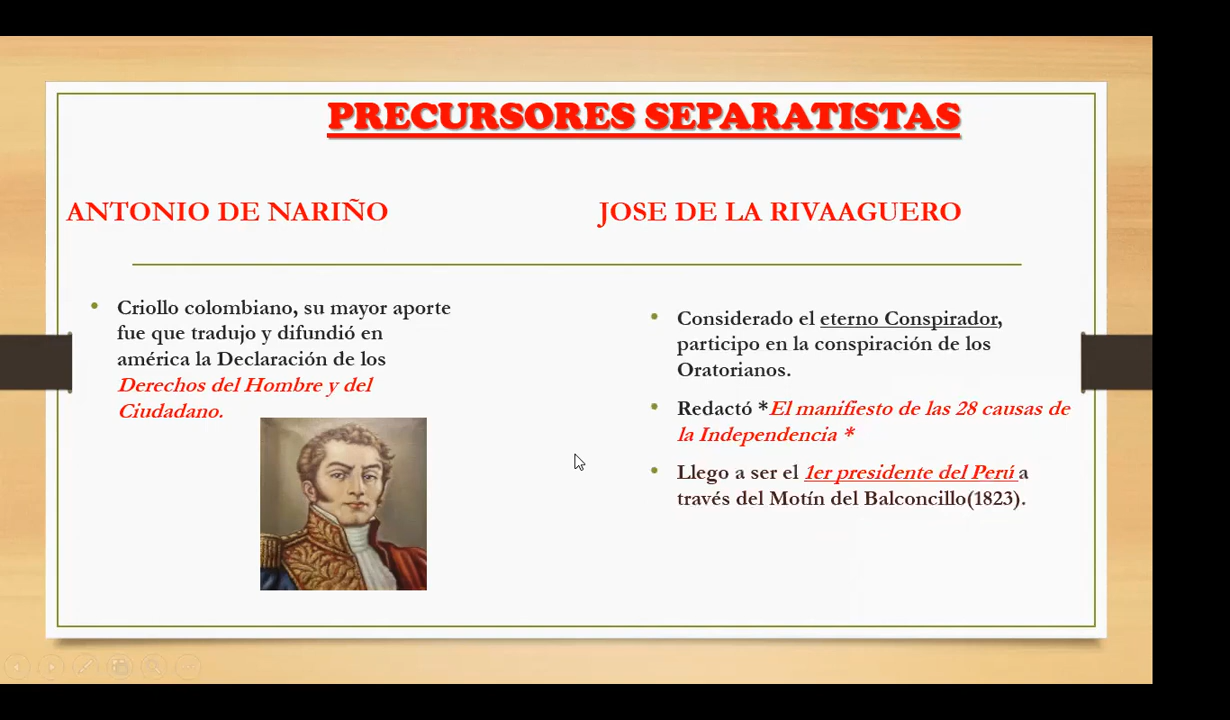 PRECURSORES SEPARATISTAS
ANTONIO DE NARIÑO
Criollo colombiano, su mayor aporte
fue que tradujo y difundió en
américa la Declaración de los
Derechos del Hombre y del
Ciudadano.
JOSE DE LA RIVAAGUERO
Considerado el eterno Conspirador,
participo en la conspiración de los
Oratorianos.
Redactó *El manifiesto de las 28 causas de
la Independencia *
Llego a ser el 1er presidente del Perú a
través del Motín del Balconcillo(1823).